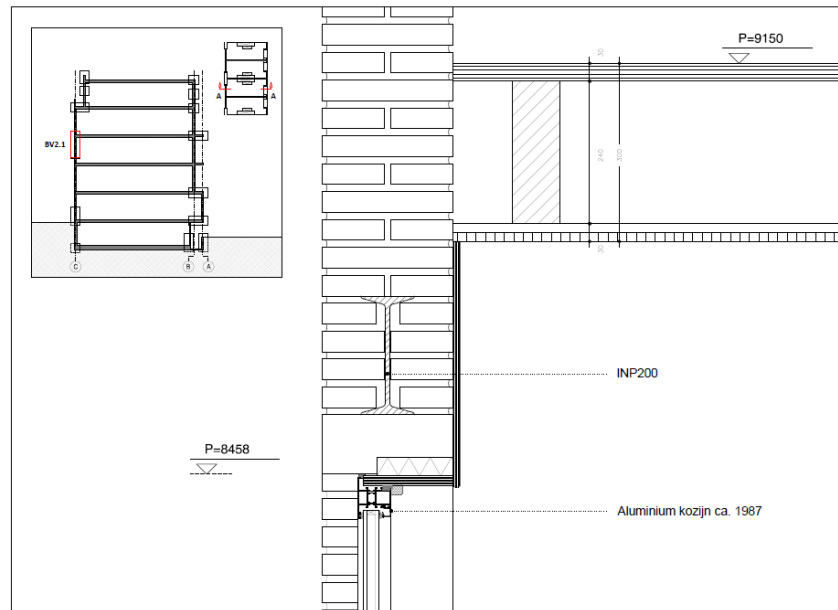 P=9150
A
A
BV2.1
30
240
300
30
C
B
A
INP200
P=8458
Aluminium kozijn ca. 1987